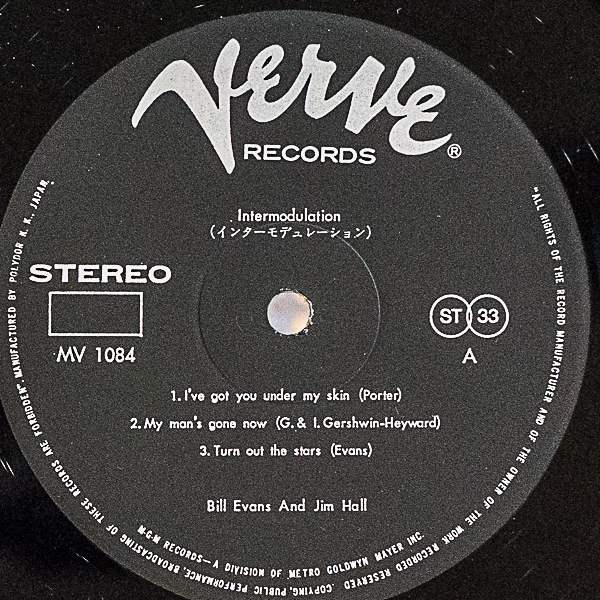 Verve
RECORDS ®
Intermodulation
(インターモデュレーション)
STEREO
MV 1084
ST 33
A
1. I've got you under my skin (Porter)
2. My man's gone now (G. & I. Gershwin-Heyward)
3. Turn out the stars (Evans)
Bill Evans And Jim Hall
M-G-M RECORDS—A DIVISION OF METRO GOLDWYN MAYER INC.
"ALL RIGHTS OF THE RECORD MANUFACTURER AND OF THE OWNER OF THE WORK RECORDED RESERVED. COPYING, PUBLIC PERFORMANCE, BROADCASTING OF THESE RECORDS ARE FORBIDDEN". MANUFACTURED BY POLYDOR K. K., JAPAN.